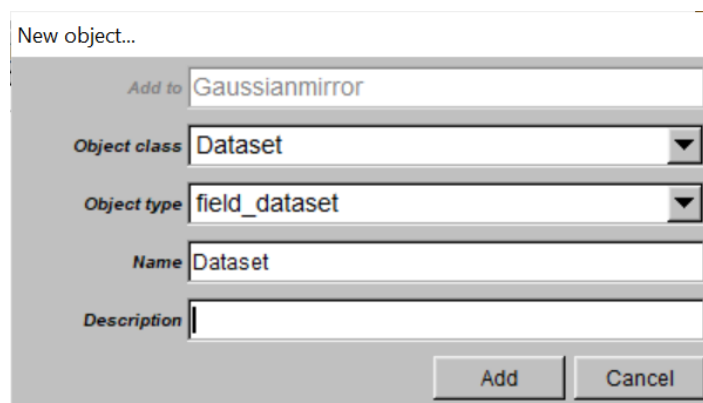 New object...
Add to Gaussianmirror
Object class Dataset
Object type field_dataset
Name Dataset
Description
Add Cancel